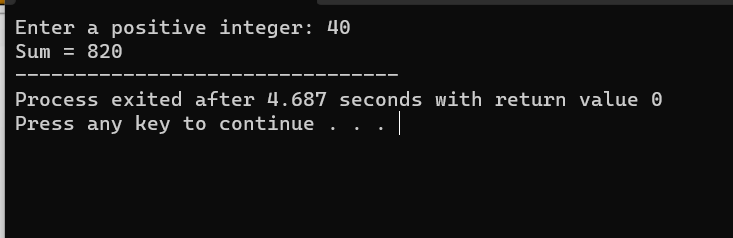 Enter a positive integer: 40
Sum = 820
--------------------------------
Process exited after 4.687 seconds with return value 0
Press any key to continue . . .